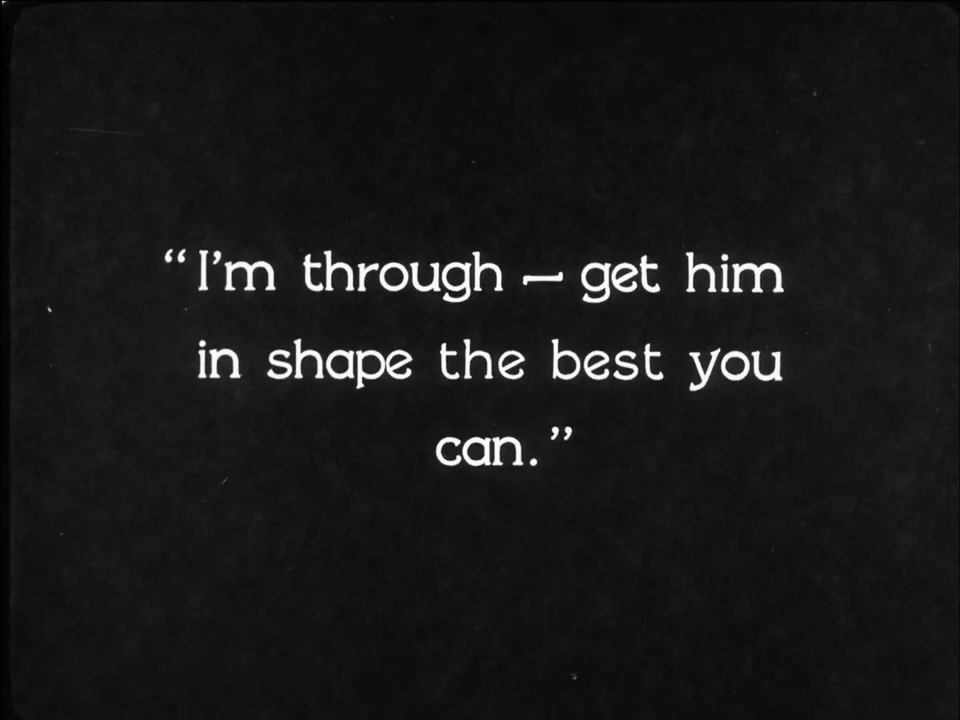 “I'm through — get him
in shape the best you
can.”